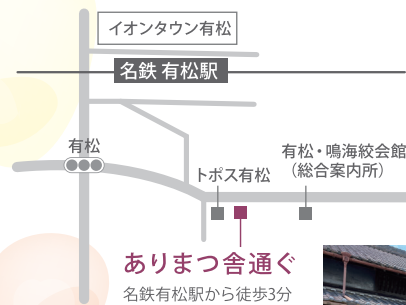 イオンタウン有松
名鉄 有松駅
有松
トポス有松
有松・鳴海絞会館
（総合案内所）
ありまつ舎通ぐ
名鉄有松駅から徒歩3分